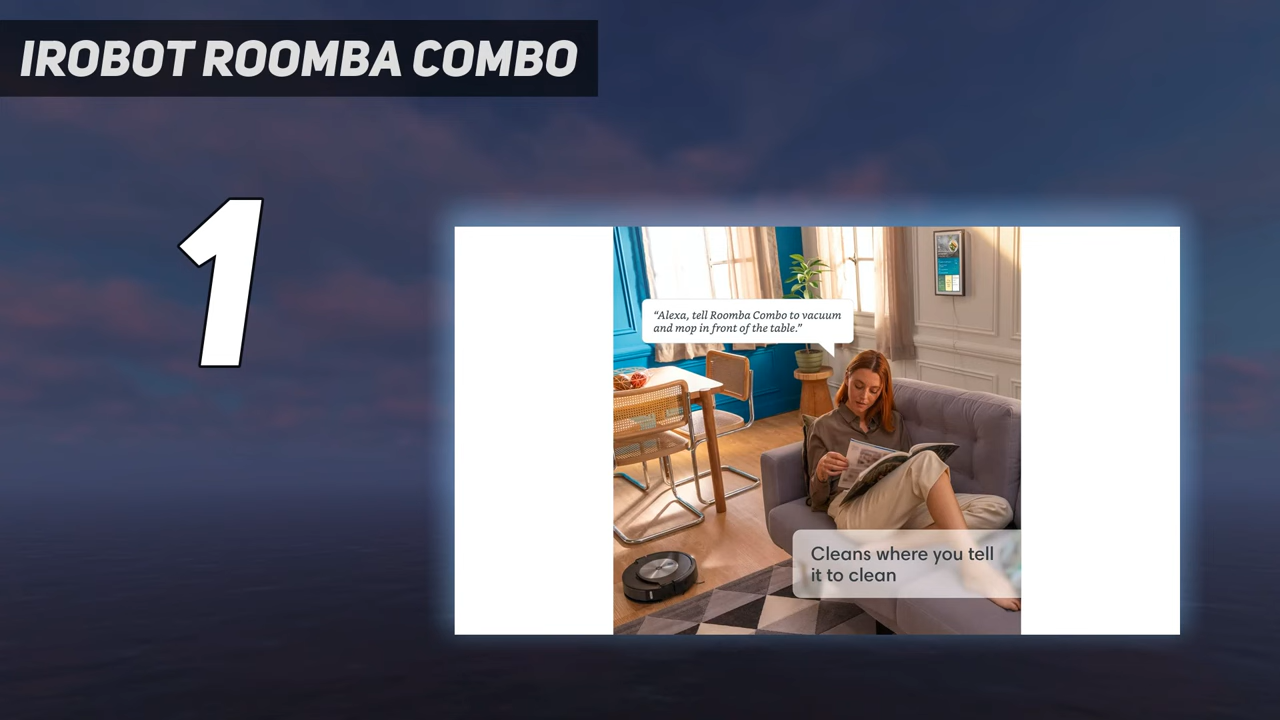 IROBOT ROOMBA COMBO
1
“Alexa, tell Roomba Combo to vacuum
and mop in front of the table.”
Cleans where you tell
it to clean